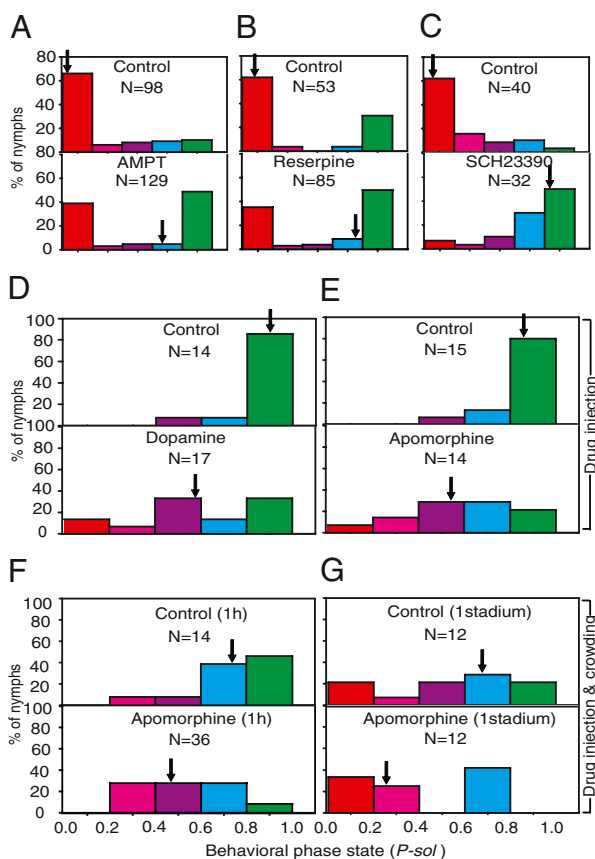 A
B
C
80
60
40
20
80
60
40
20
0
% of nymphs
Control
N=98
AMPT
N=129
Control
N=53
Reserpine
N=85
Control
N=40
SCH23390
N=32
D
E
100
80
60
40
20
100
80
60
40
20
0
% of nymphs
Control
N=14
Dopamine
N=17
Control
N=15
Apomorphine
N=14
Drug injection
F
G
100
80
60
40
20
100
80
60
40
20
0
% of nymphs
Control (1h)
N=14
Apomorphine (1h)
N=36
Control (1stadium)
N=12
Apomorphine (1stadium)
N=12
Drug injection & crowding
0.0 0.2 0.4 0.6 0.8 1.0
0.0 0.2 0.4 0.6 0.8 1.0
Behavioral phase state (P-sol)